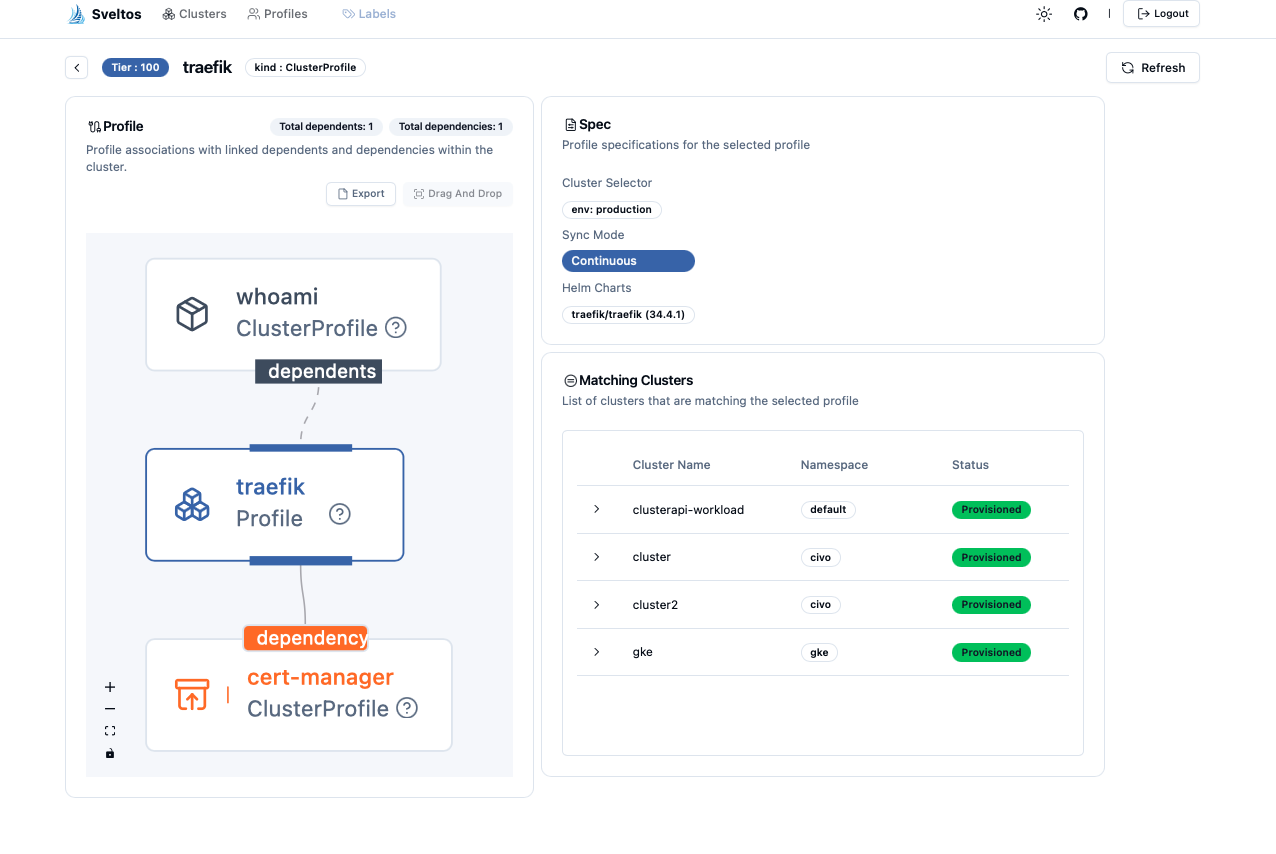 Sveltos
Clusters
Profiles
Labels
Logout
Tier : 100
traefik
kind : ClusterProfile
Refresh
Profile
Total dependents: 1
Total dependencies: 1
Profile associations with linked dependents and dependencies within the
cluster.
Export
Drag And Drop
whoami
ClusterProfile
dependents
traefik
Profile
dependency
cert-manager
ClusterProfile
Spec
Profile specifications for the selected profile
Cluster Selector
env: production
Sync Mode
Continuous
Helm Charts
traefik/traefik (34.4.1)
Matching Clusters
List of clusters that are matching the selected profile
Cluster Name Namespace Status
clusterapi-workload default Provisioned
cluster civo Provisioned
cluster2 civo Provisioned
gke gke Provisioned